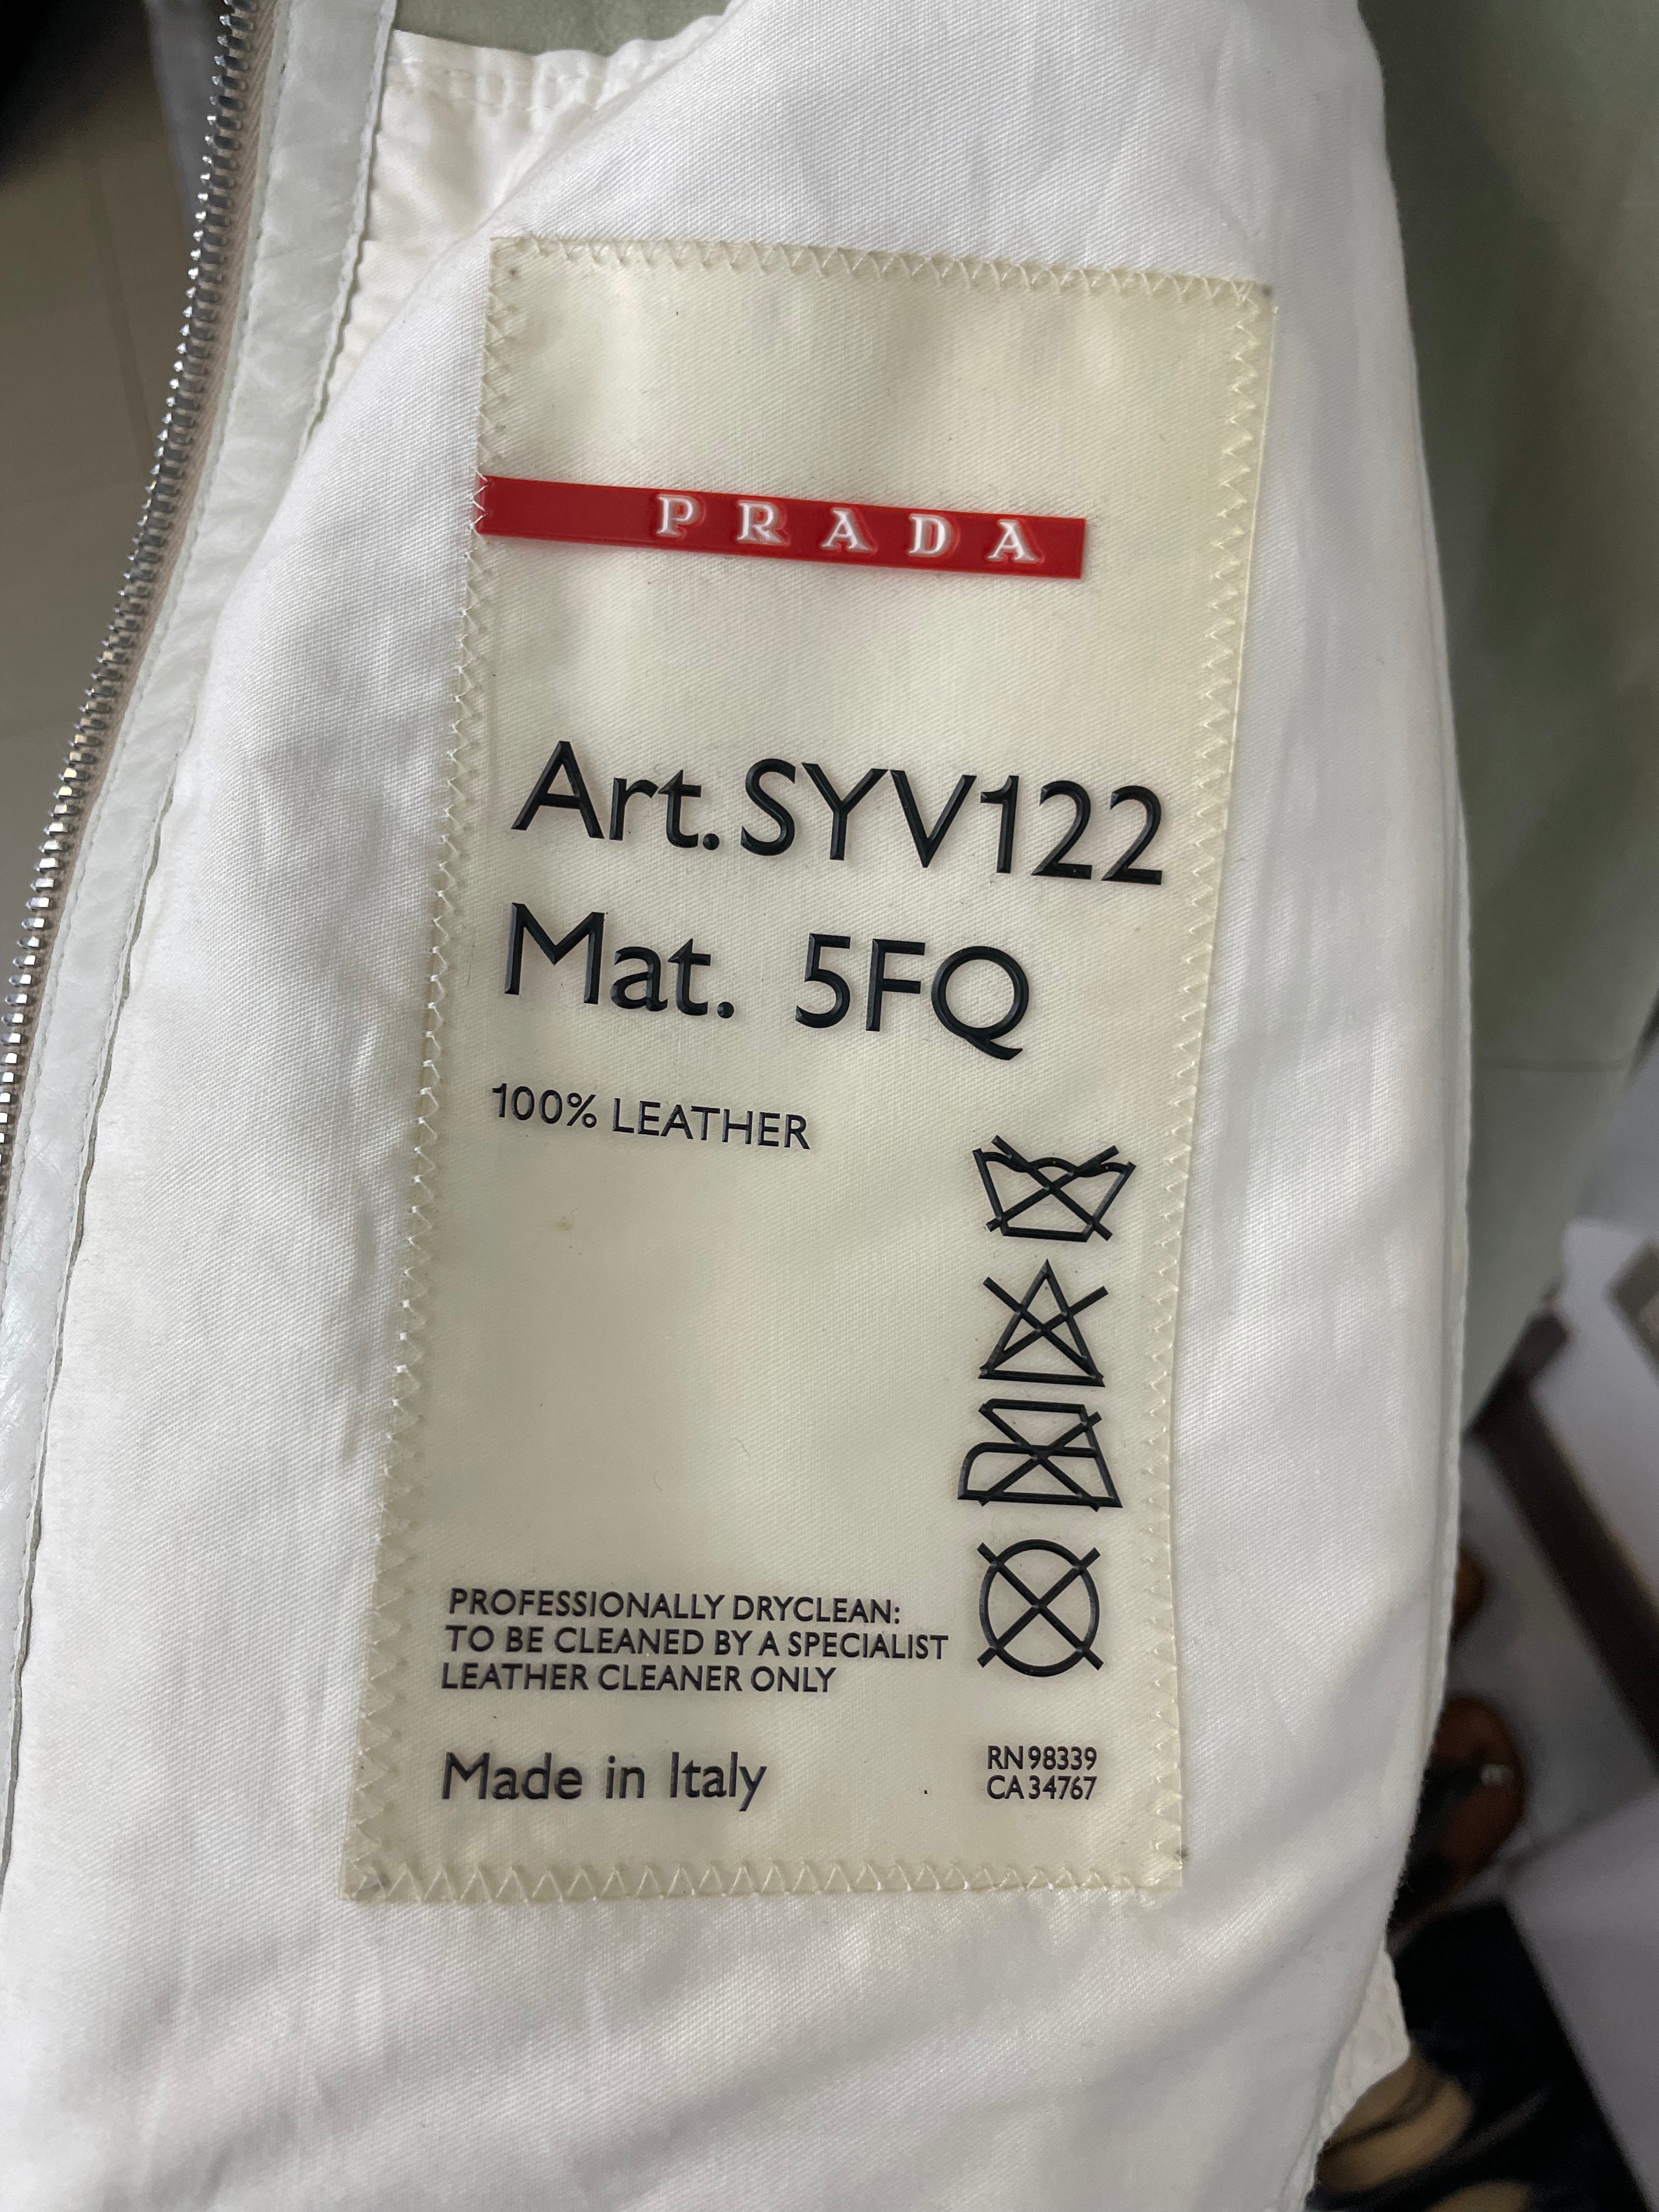 PRADA
Art. SYV122
Mat. 5FQ
100% LEATHER
PROFESSIONALLY DRYCLEAN:
TO BE CLEANED BY A SPECIALIST
LEATHER CLEANER ONLY
Made in Italy
RN 98339
CA 34767